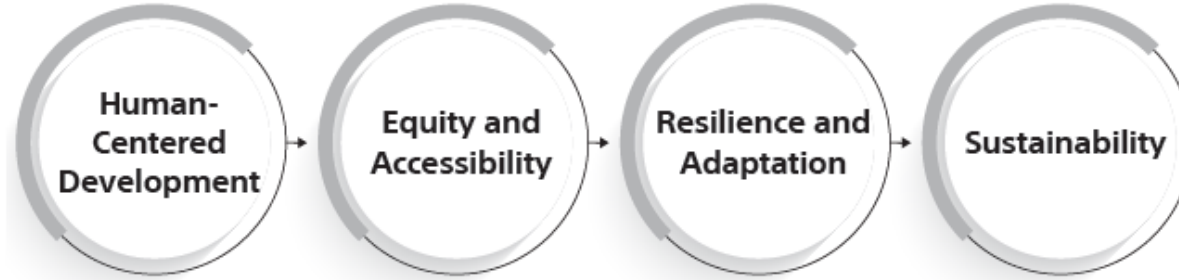 Human-
Centered
Development
Equity and
Accessibility
Resilience and
Adaptation
Sustainability